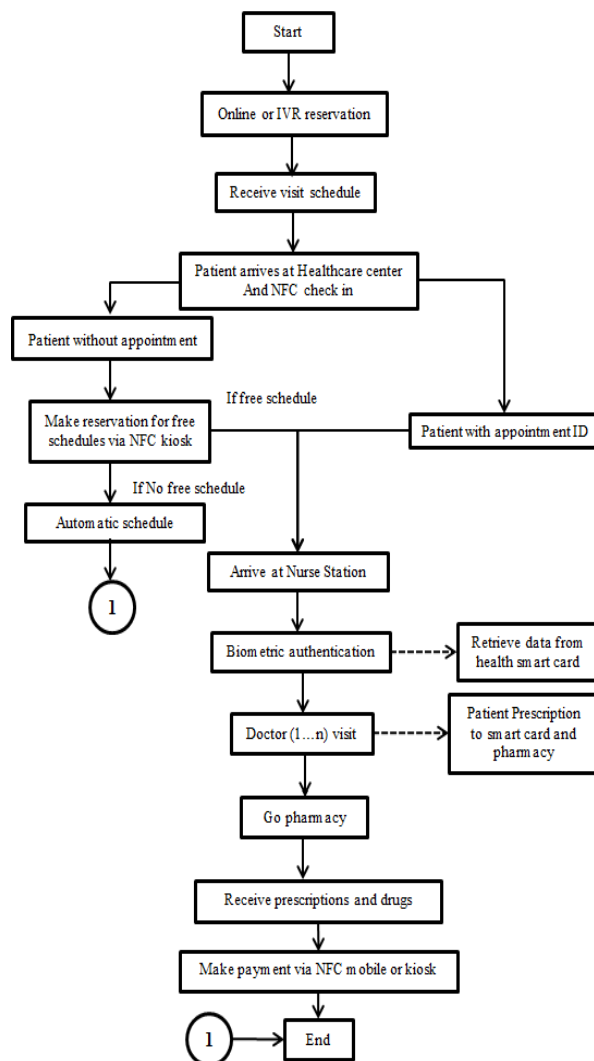 Start
Online or IVR reservation
Receive visit schedule
Patient arrives at Healthcare center
And NFC check in
Patient without appointment
If free schedule
Make reservation for free
schedules via NFC kiosk
Patient with appointment ID
If No free schedule
Automatic schedule
1
Arrive at Nurse Station
Biometric authentication
Retrieve data from
health smart card
Doctor (1...n) visit
Patient Prescription
to smart card and
pharmacy
Go pharmacy
Receive prescriptions and drugs
Make payment via NFC mobile or kiosk
1
End